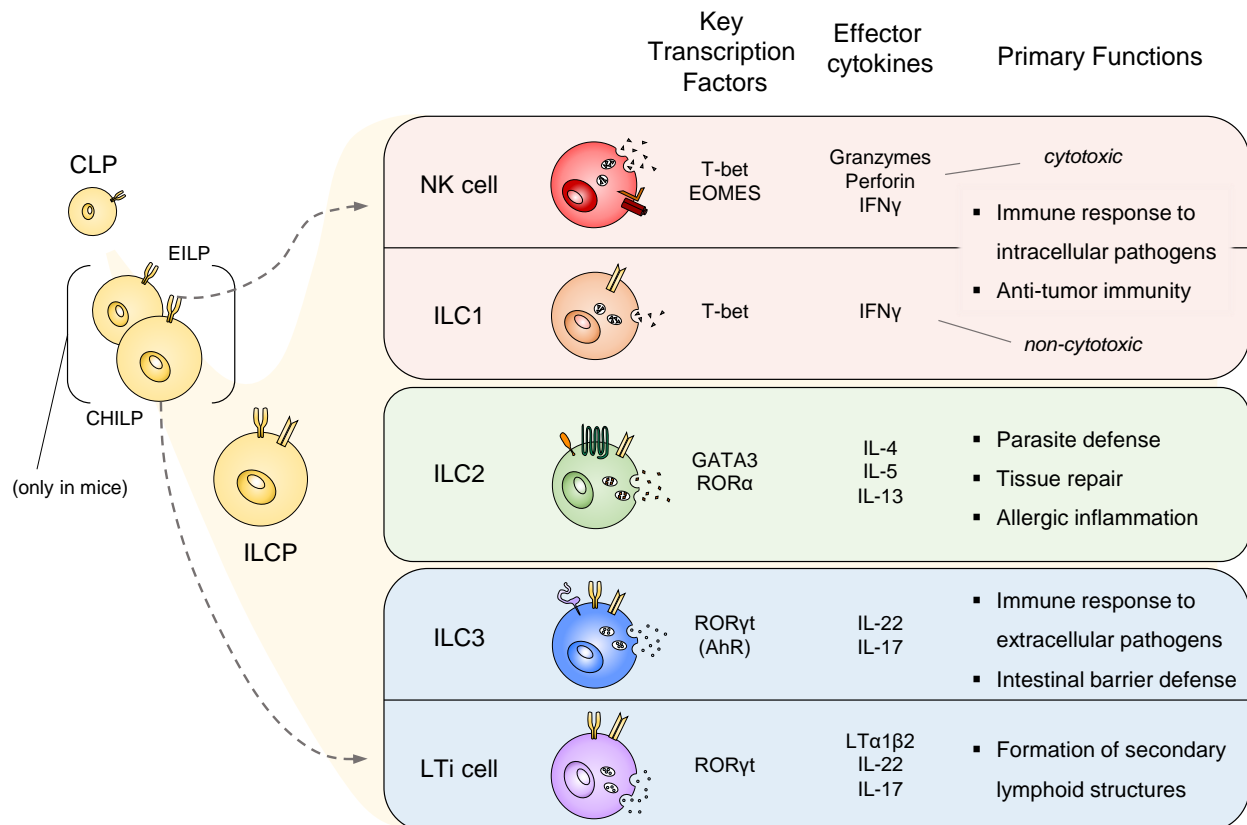 Key
Transcription
Factors
Effector
cytokines
Primary Functions
CLP
EILP
CHILP
(only in mice)
ILCP
NK cell
T-bet
EOMES
Granzymes
Perforin
IFNγ
cytotoxic
▪ Immune response to
intracellular pathogens
▪ Anti-tumor immunity
ILC1
T-bet
IFNγ
non-cytotoxic
ILC2
GATA3
RORα
IL-4
IL-5
IL-13
▪ Parasite defense
▪ Tissue repair
▪ Allergic inflammation
ILC3
RORγt
(AhR)
IL-22
IL-17
▪ Immune response to
extracellular pathogens
▪ Intestinal barrier defense
LTi cell
RORγt
LTα1β2
IL-22
IL-17
▪ Formation of secondary
lymphoid structures